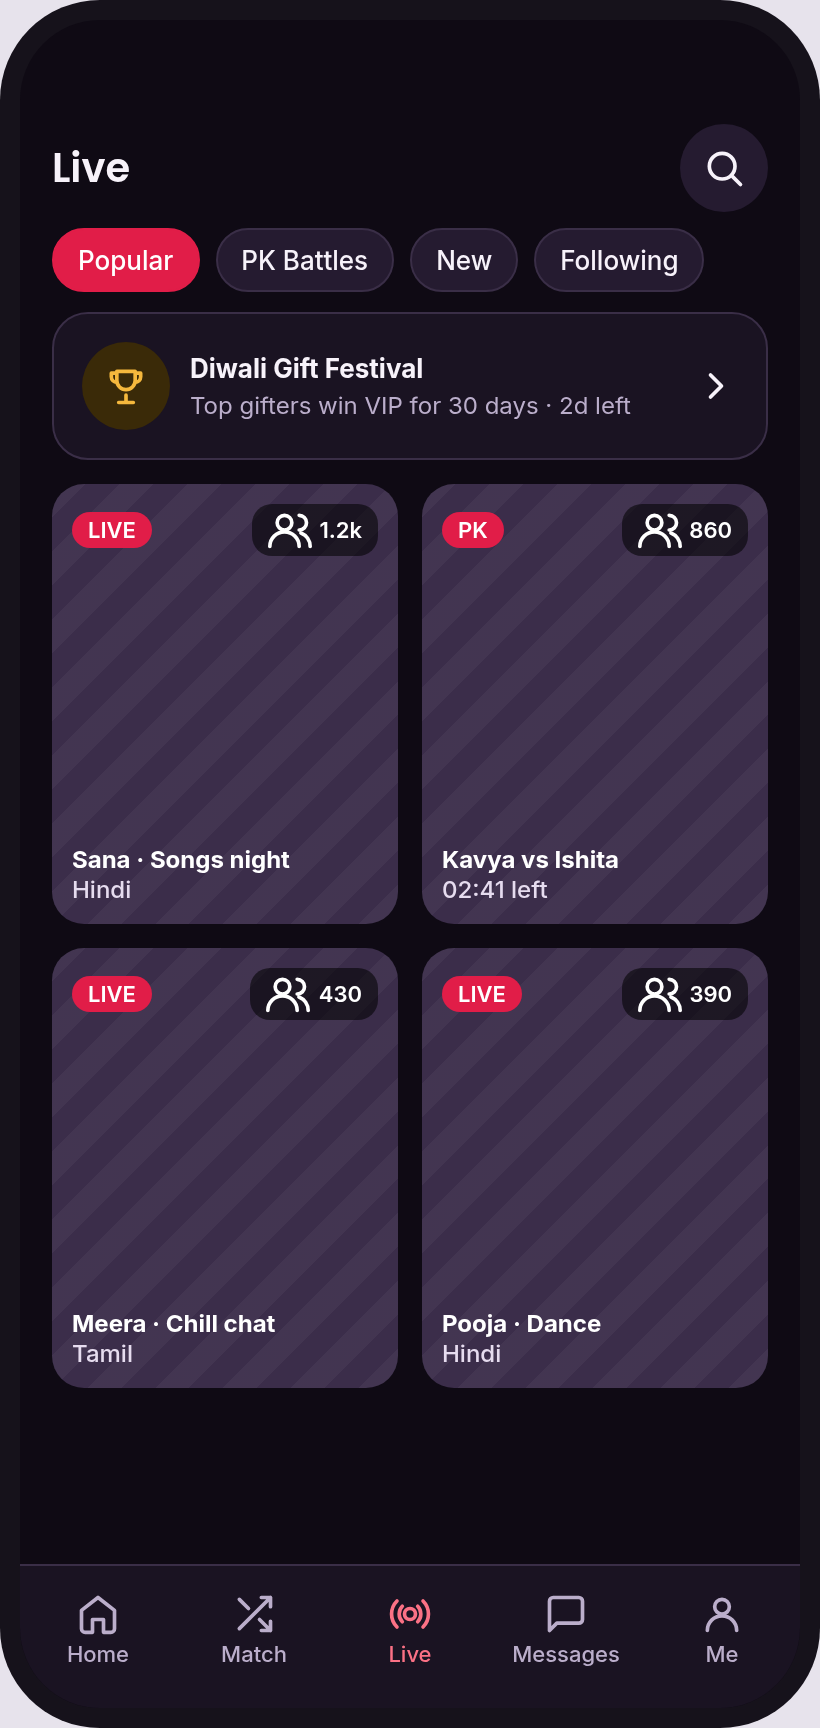 Live
Popular
PK Battles
New
Following
Diwali Gift Festival
Top gifters win VIP for 30 days · 2d left
LIVE
1.2k
Sana · Songs night
Hindi
PK
860
Kavya vs Ishita
02:41 left
LIVE
430
Meera · Chill chat
Tamil
LIVE
390
Pooja · Dance
Hindi
Home
Match
Live
Messages
Me